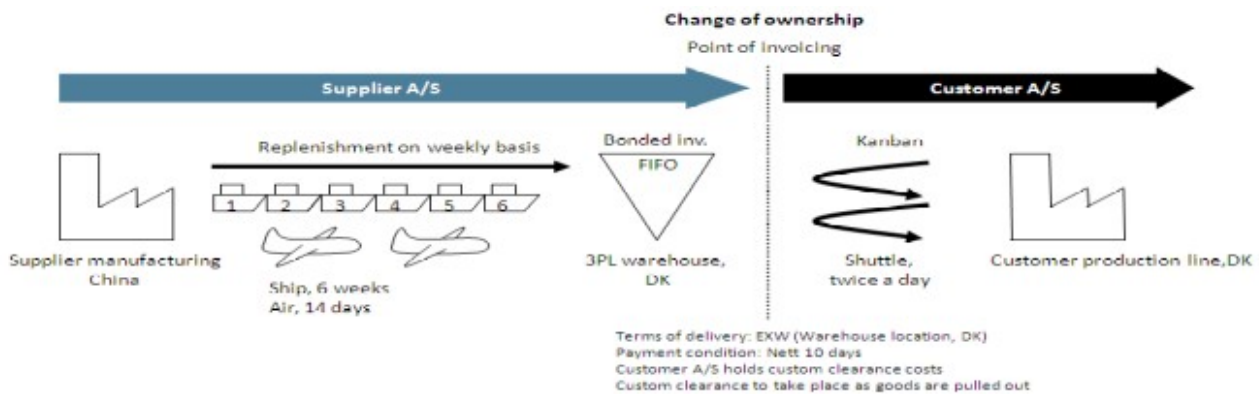 Change of ownership
Point of invoicing
Supplier A/S
Customer A/S
Replenishment on weekly basis
Bonded inv.
FIFO
Kanban
1 2 3 4 5 6
Supplier manufacturing
China
Ship, 6 weeks
Air, 14 days
3PL warehouse,
DK
Shuttle,
twice a day
Customer production line,DK
Terms of delivery: EXW (Warehouse location, DK)
Payment condition: Nett 10 days
Customer A/S holds custom clearance costs
Custom clearance to take place as goods are pulled out